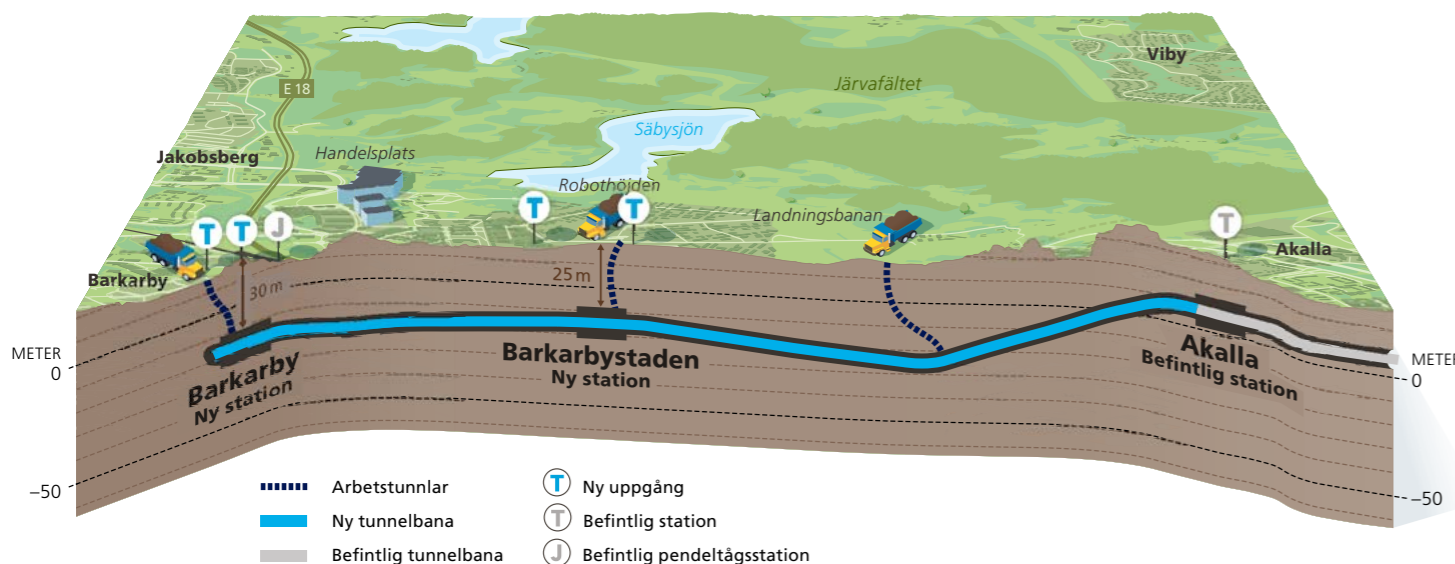 Viby
Järvafältet
E 18
Säbysjön
Jakobsberg
Handelsplats
Robothöjden
T
T
T
T
J
Landningsbanan
T
Akalla
Barkarby
30 m
25 m
METER
0
Barkarby
Ny station
Barkarbystaden
Ny station
Akalla
Befintlig station
METER
0
–50
–50
Arbetstunnlar
T Ny uppgång
Ny tunnelbana
T Befintlig station
Befintlig tunnelbana
J Befintlig pendeltågsstation